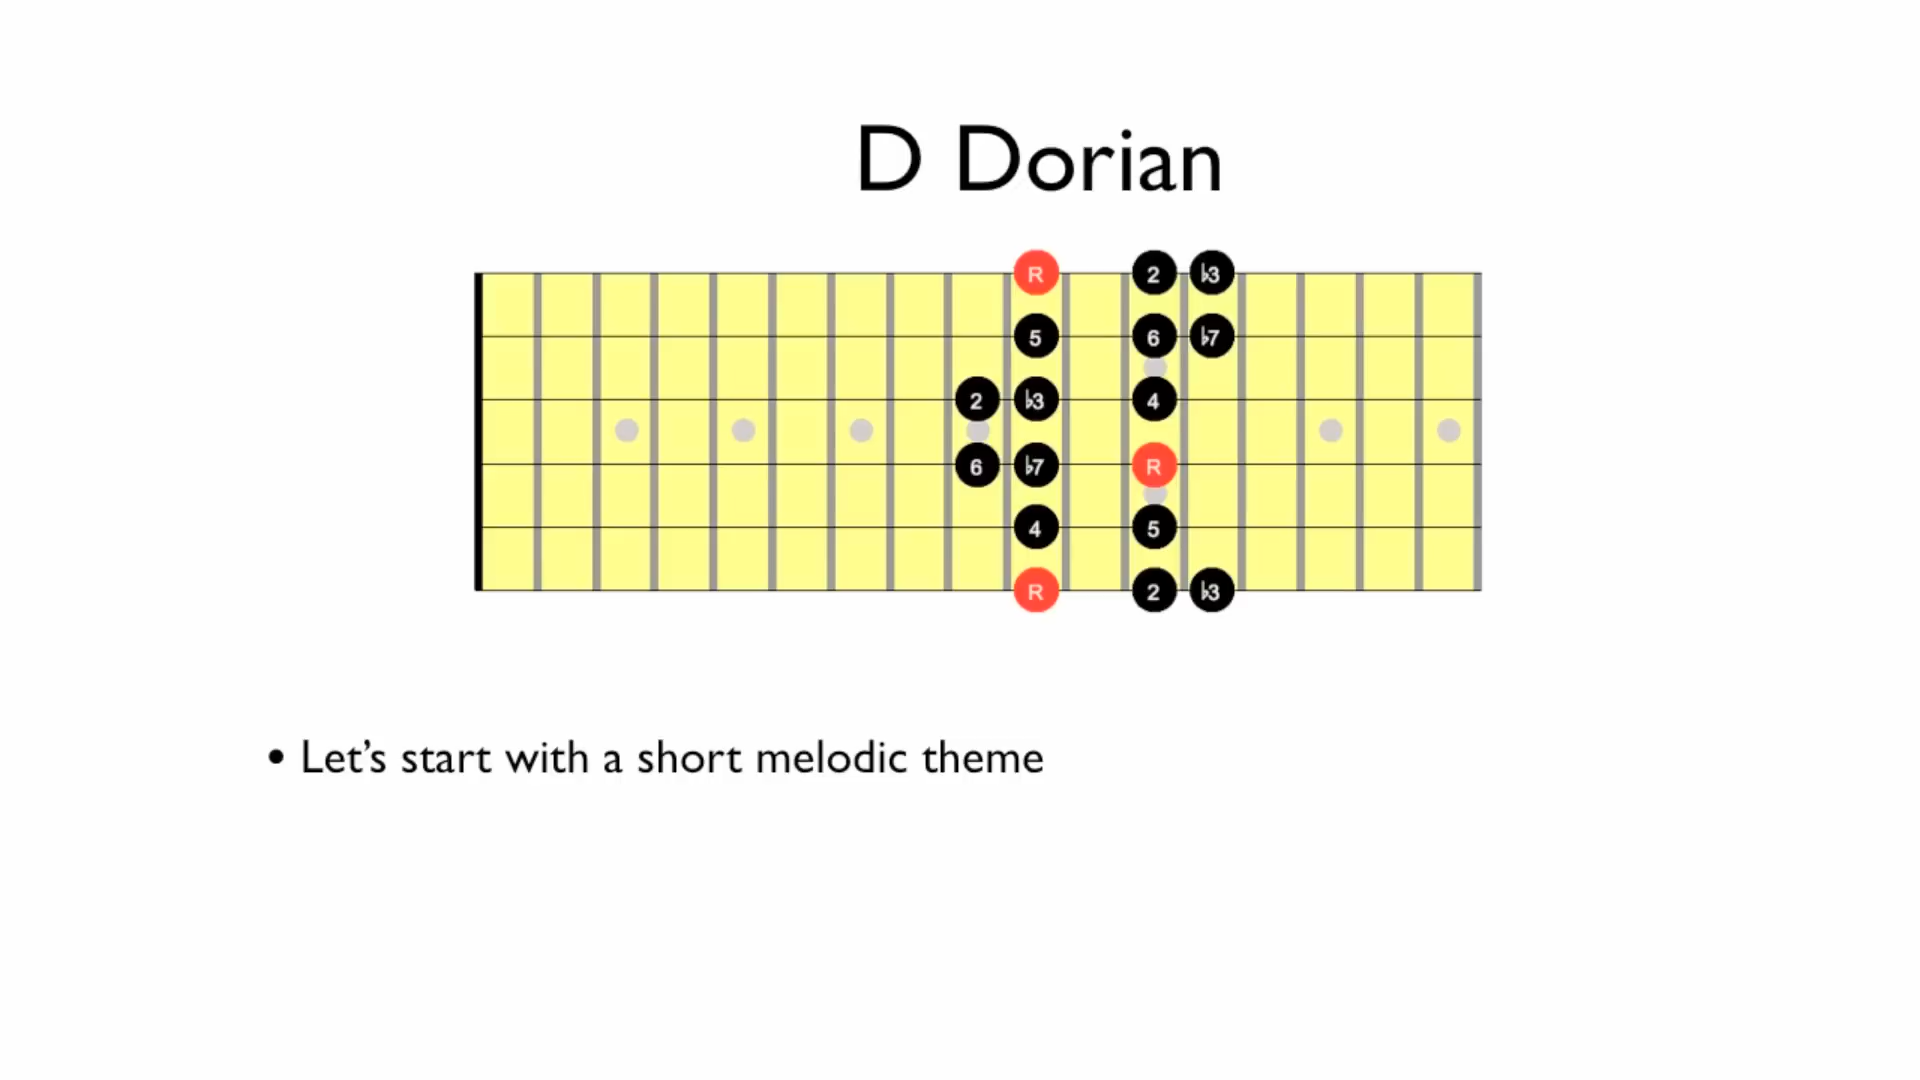 D Dorian
R 2 ♭3
5 6 ♭7
2 ♭3 4
6 ♭7 R
4 5
R 2 ♭3
• Let’s start with a short melodic theme